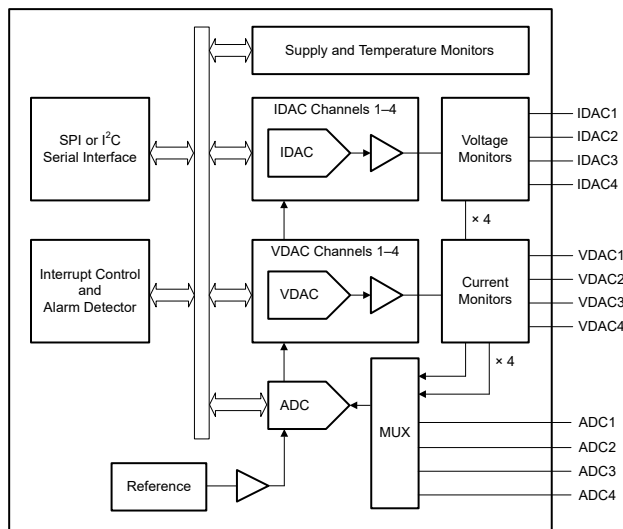 Supply and Temperature Monitors
SPI or I²C
Serial Interface
IDAC Channels 1–4
IDAC
Voltage
Monitors
IDAC1
IDAC2
IDAC3
IDAC4
× 4
Interrupt Control
and
Alarm Detector
VDAC Channels 1–4
VDAC
Current
Monitors
VDAC1
VDAC2
VDAC3
VDAC4
× 4
ADC
MUX
ADC1
ADC2
ADC3
ADC4
Reference